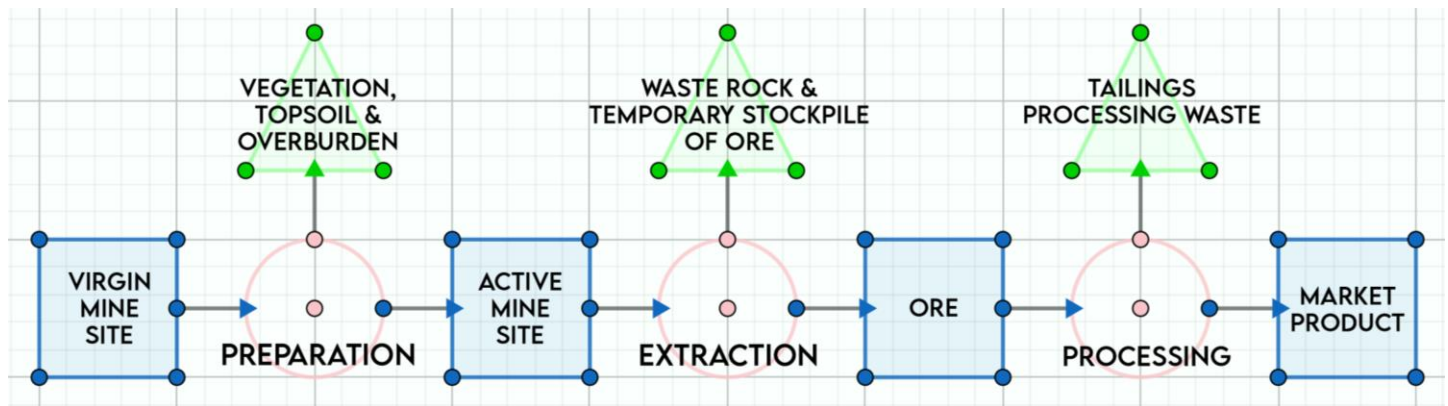 VEGETATION,
TOPSOIL &
OVERBURDEN
WASTE ROCK &
TEMPORARY STOCKPILE
OF ORE
TAILINGS
PROCESSING WASTE
VIRGIN
MINE
SITE
PREPARATION
ACTIVE
MINE
SITE
EXTRACTION
ORE
PROCESSING
MARKET
PRODUCT